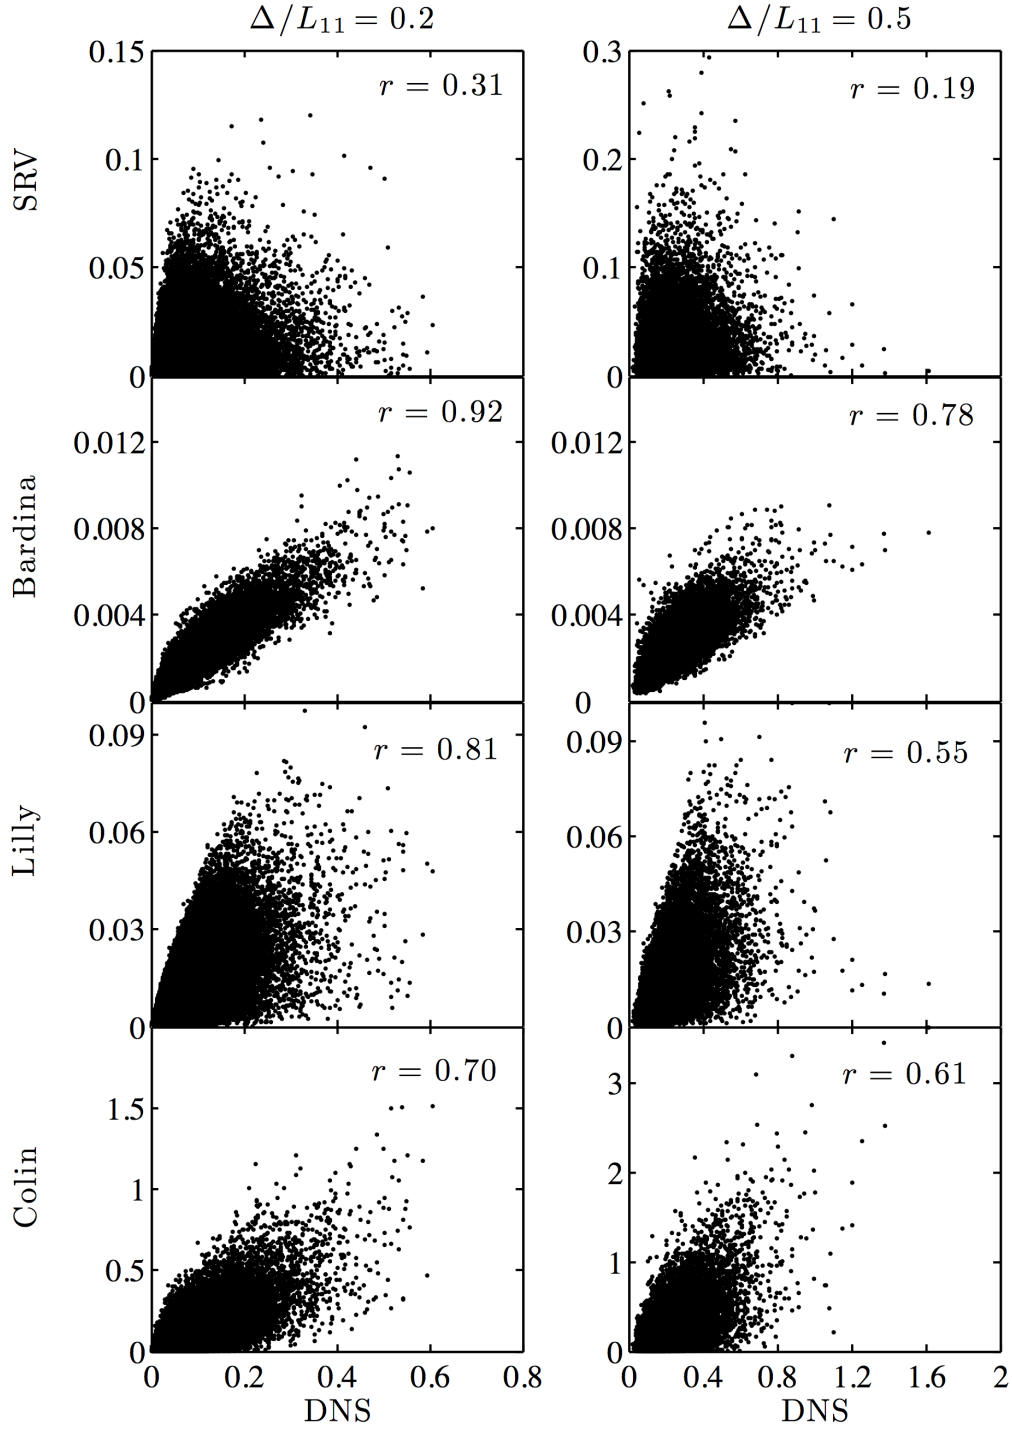 Δ/L₁₁ = 0.2 Δ/L₁₁ = 0.5
SRV
0.15
0.1
0.05
0
r = 0.31
0.3
0.2
0.1
0
r = 0.19
Bardina
0.012
0.008
0.004
0
r = 0.92
0.012
0.008
0.004
0
r = 0.78
Lilly
0.09
0.06
0.03
0
r = 0.81
0.09
0.06
0.03
0
r = 0.55
Colin
1.5
1
0.5
0
r = 0.70
3
2
1
0
r = 0.61
0 0.2 0.4 0.6 0.8
0 0.4 0.8 1.2 1.6 2
DNS DNS